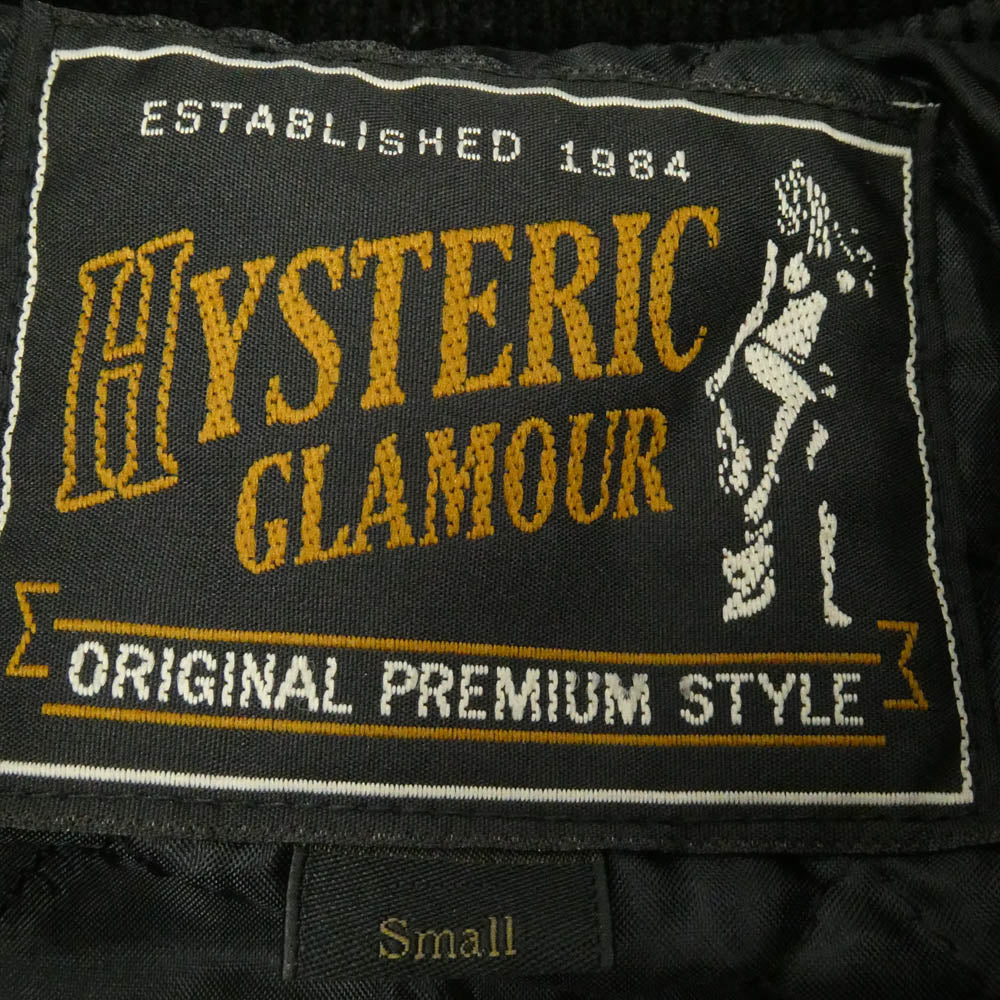 ESTABLISHED 1984
HYSTERIC
GLAMOUR
ORIGINAL PREMIUM STYLE
Small